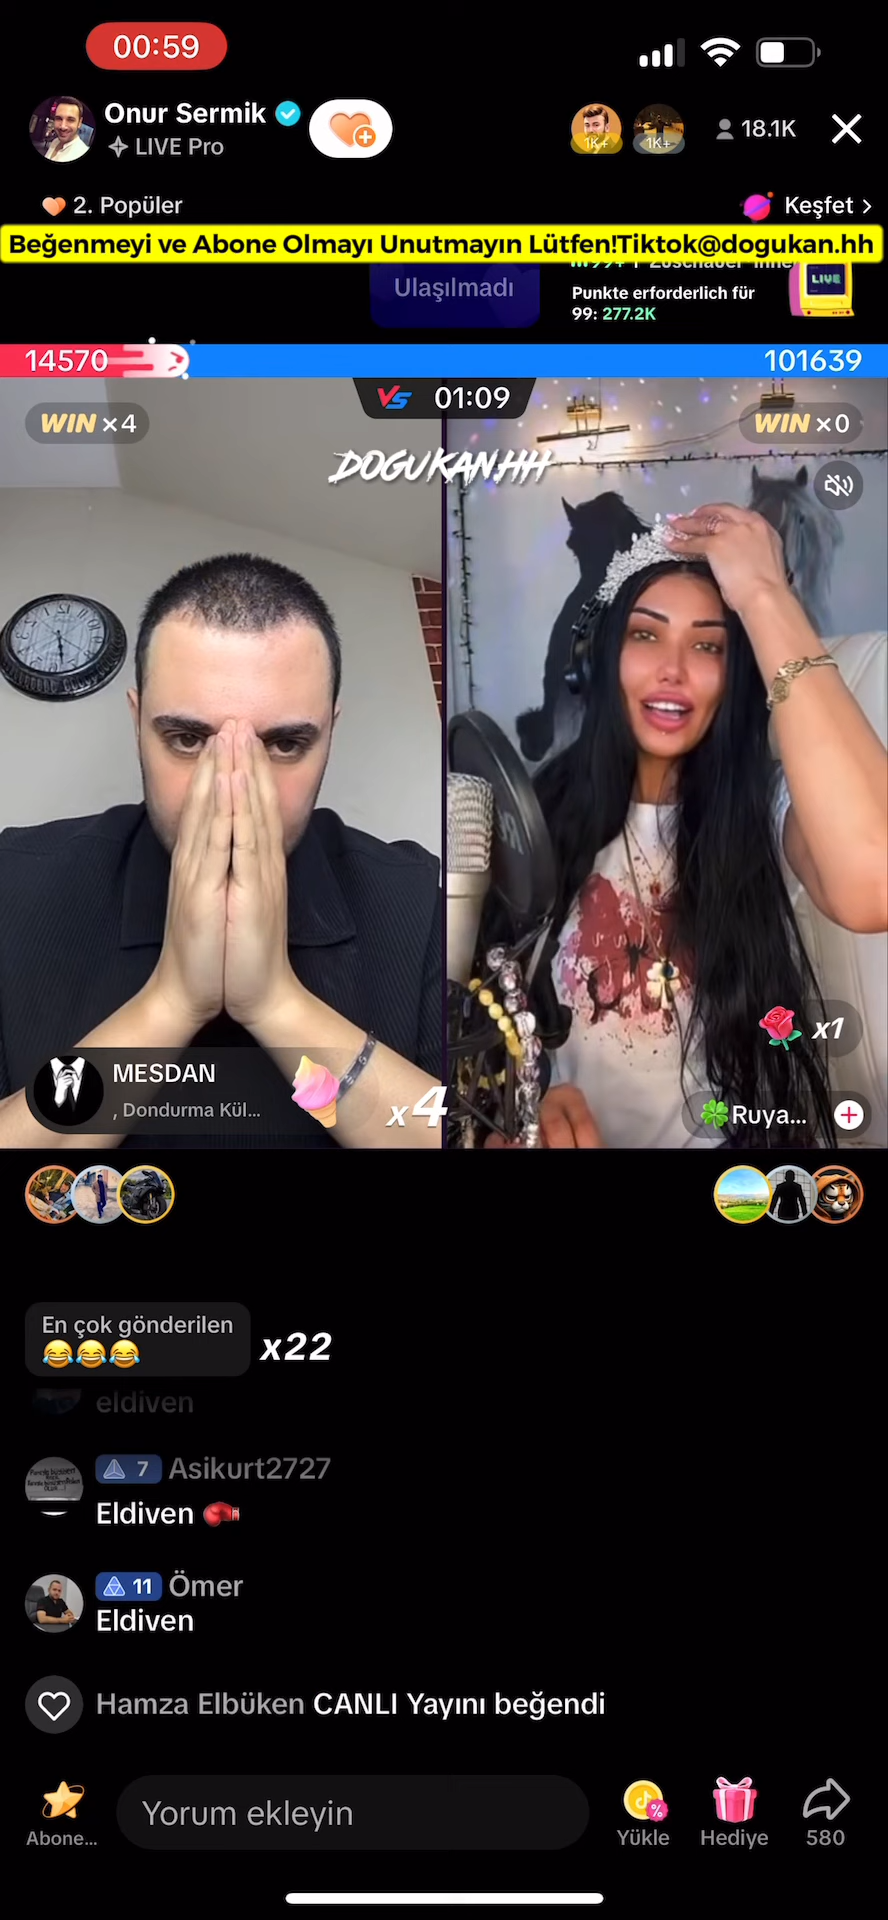 00:59
Onur Sermik
LIVE Pro
1K+
1K+
18.1K
2. Popüler
Keşfet >
Beğenmeyi ve Abone Olmayı Unutmayın Lütfen!Tiktok@dogukan.hh
Ulaşılmadı
Punkte erforderlich für
99: 277.2K
LIVE
14570
101639
VS 01:09
WIN x4
WIN x0
DOGUKAN.HH
x1
MESDAN
, Dondurma Kül...
x4
Ruya...
En çok gönderilen
x22
eldiven
7 Asikurt2727
Eldiven
11 Ömer
Eldiven
Hamza Elbüken CANLI Yayını beğendi
Abone...
Yorum ekleyin
Yükle
Hediye
580